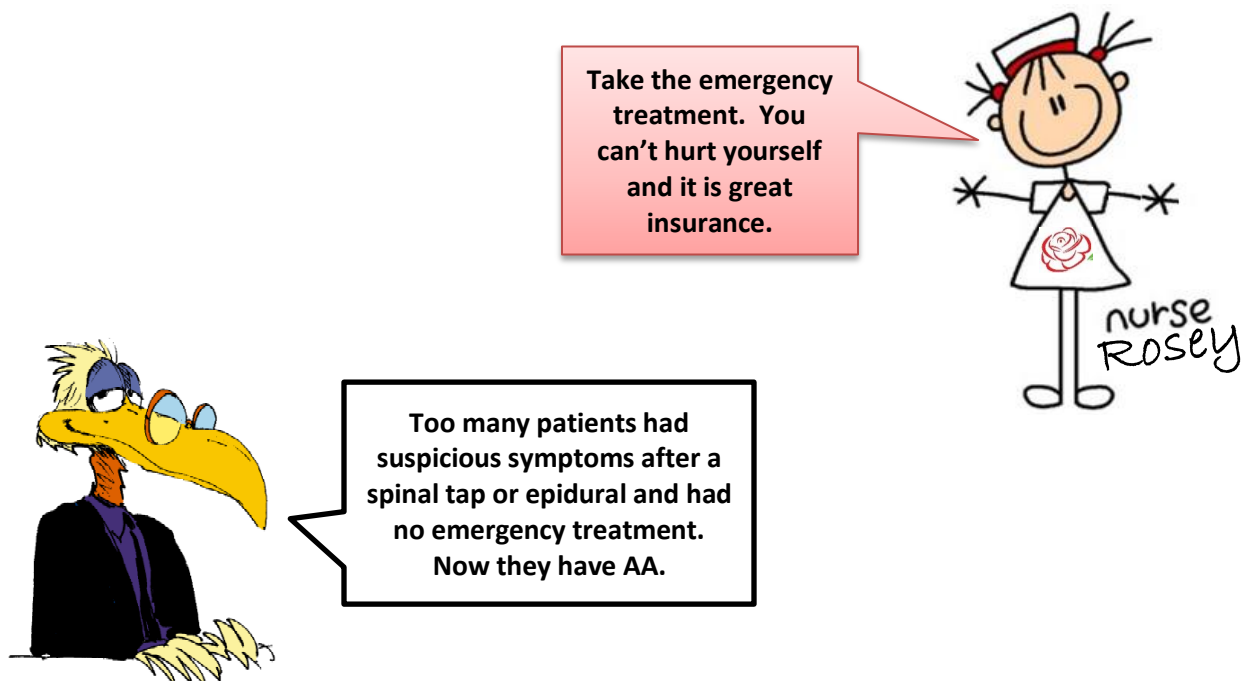 Take the emergency
treatment.  You
can’t hurt yourself
and it is great
insurance.
nurse
Rosey
Too many patients had
suspicious symptoms after a
spinal tap or epidural and had
no emergency treatment.
Now they have AA.